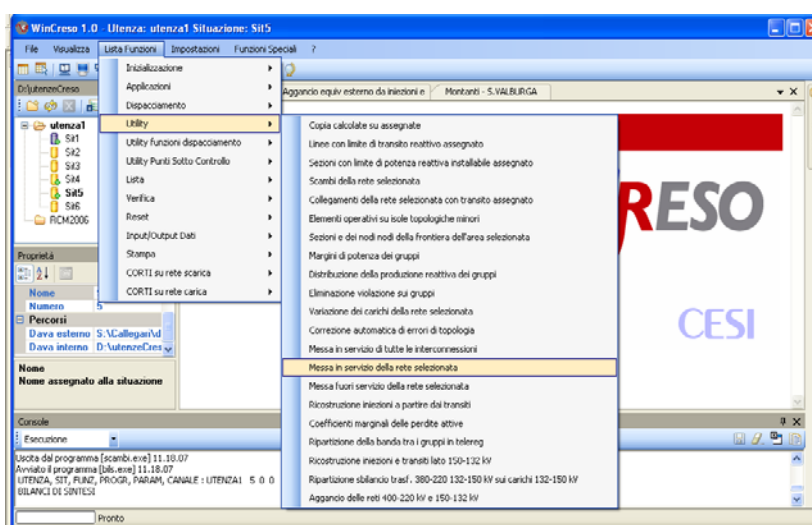 WinCreso 1.0 - Utenza: utenza1 Situazione: Sit5
File Visualizza Lista Funzioni Impostazioni Funzioni Speciali ?
D:\utenzeCreso
Aggancio equiv esterno da iniezioni e
Montanti - S.VALBURGA
utenza1
Sit1
Sit2
Sit3
Sit4
Sit5
Sit6
RCM2006
Inizializzazione
Applicazioni
Dispacciamento
Utility
Utility funzioni dispacciamento
Utility Punti Sotto Controllo
Lista
Verifica
Reset
Input/Output Dati
Stampa
CORTI su rete scarica
CORTI su rete carica
Copia calcolate su assegnate
Linee con limite di transito reattivo assegnato
Sezioni con limite di potenza reattiva installabile assegnato
Scambi della rete selezionata
Collegamenti della rete selezionata con transito assegnato
Elementi operativi su isole topologiche minori
Sezioni e dei nodi nodi della frontiera dell'area selezionata
Margini di potenza dei gruppi
Distribuzione della produzione reattiva dei gruppi
Eliminazione violazione sui gruppi
Variazione dei carichi della rete selezionata
Correzione automatica di errori di topologia
Messa in servizio di tutte le interconnessioni
Messa in servizio della rete selezionata
Messa fuori servizio della rete selezionata
Ricostruzione iniezioni a partire dai transiti
Coefficienti marginali delle perdite attive
Ripartizione della banda tra i gruppi in telereg
Ricostruzione iniezioni e transiti lato 150-132 kV
Ripartizione sbilancio trasf. 380-220 132-150 kV sui carichi 132-150 kV
Aggancio delle reti 400-220 kV e 150-132 kV
RESO
CESI
Proprietà
Nome
Numero 5
Percorsi
Dava esterno S:\Callegari\d
Dava interno D:\utenzeCres
Nome
Nome assegnato alla situazione
Console
Esecuzione
Uscita dal programma [scambi.exe] 11.18.07
Avviato il programma [bils.exe] 11.18.07
UTENZA, SIT, FUNZ, PROGR, PARAM, CANALE : UTENZA1 5 0 0
BILANCI DI SINTESI
Pronto